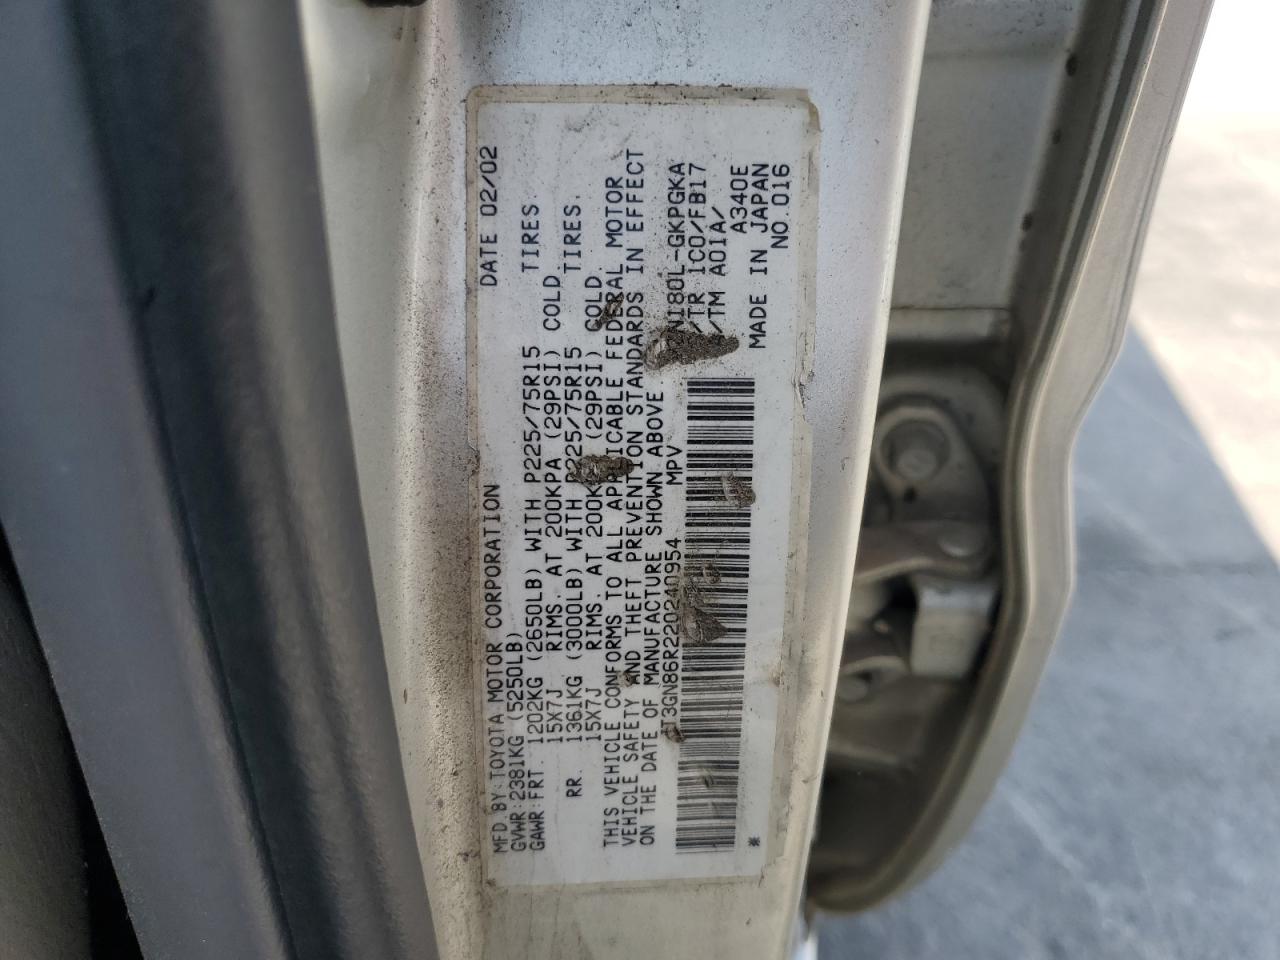 MFD. BY: TOYOTA MOTOR CORPORATION DATE 02/02
GVWR: 2381KG (5250LB)
GAWR: FRT. 1202KG (2650LB) WITH P225/75R15 TIRES.
15X7J RIMS. AT 200KPA (29PSI) COLD
RR. 1361KG (3000LB) WITH P225/75R15 TIRES.
15X7J RIMS. AT 200K (29PSI) COLD.
THIS VEHICLE CONFORMS TO ALL APPLICABLE FEDERAL MOTOR
VEHICLE SAFETY AND THEFT PREVENTION STANDARDS IN EFFECT
ON THE DATE OF MANUFACTURE SHOWN ABOVE.
T3GN86R220240954 MPV
N180L-GKPGKA
/TR 1C0/FB17
/TM A01A/
A340E
MADE IN JAPAN
* NO.016